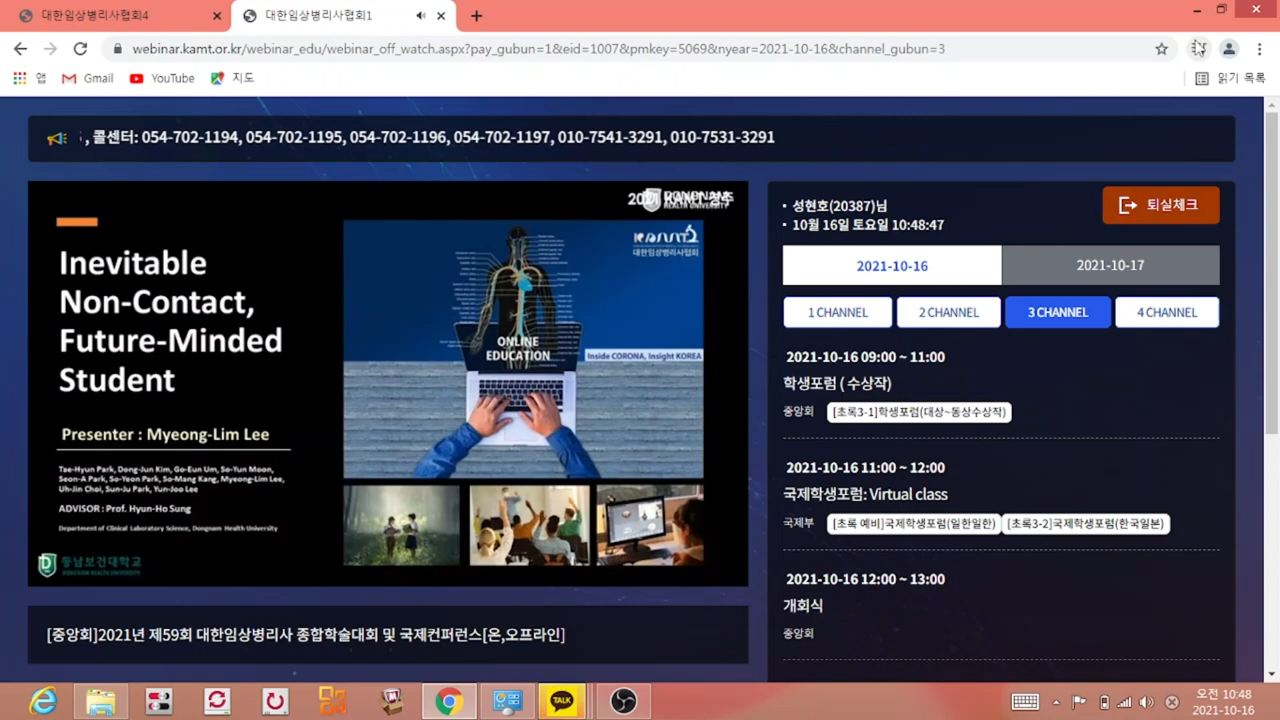 대한임상병리사협회4
대한임상병리사협회1
webinar.kamt.or.kr/webinar_edu/webinar_off_watch.aspx?pay_gubun=1&eid=1007&pmkey=5069&nyear=2021-10-16&channel_gubun=3
앱
Gmail
YouTube
지도
읽기 목록
, 콜센터: 054-702-1194, 054-702-1195, 054-702-1196, 054-702-1197, 010-7541-3291, 010-7531-3291
Inevitable
Non-Contact,
Future-Minded
Student
Presenter : Myeong-Lim Lee
Tae-Hyun Park, Dong-Jun Kim, Go-Eun Um, So-Yun Moon,
Seon-A Park, So-Yeon Park, So-Mang Kang, Myeong-Lim Lee,
Uh-Jin Choi, Sun-Ju Park, Yun-Joo Lee
ADVISOR : Prof. Hyun-Ho Sung
Department of Clinical Laboratory Science, Dongnam Health University
동남보건대학교
DONGNAM HEALTH UNIVERSITY
대한임상병리사협회
ONLINE
EDUCATION
Inside CORONA, Insight KOREA
[중앙회]2021년 제59회 대한임상병리사 종합학술대회 및 국제컨퍼런스[온,오프라인]
성현호(20387)님
10월 16일 토요일 10:48:47
퇴실체크
2021-10-16
2021-10-17
1 CHANNEL
2 CHANNEL
3 CHANNEL
4 CHANNEL
2021-10-16 09:00 ~ 11:00
학생포럼 ( 수상작)
중앙회
[초록3-1]학생포럼(대상~동상수상작)
2021-10-16 11:00 ~ 12:00
국제학생포럼: Virtual class
국제부
[초록 예비]국제학생포럼(일한일한)
[초록3-2]국제학생포럼(한국일본)
2021-10-16 12:00 ~ 13:00
개회식
중앙회
TALK
오전 10:48
2021-10-16